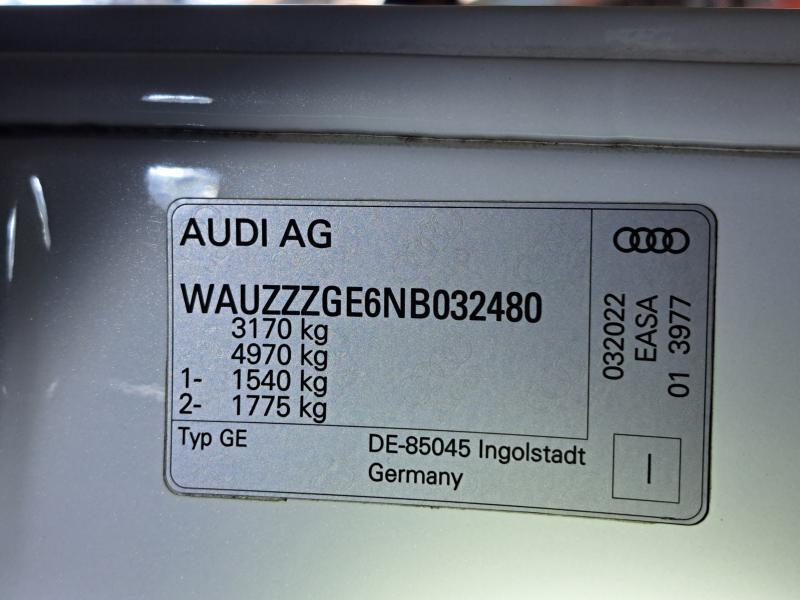 AUDI AG
WAUZZZGE6NB032480
3170 kg
4970 kg
1- 1540 kg
2- 1775 kg
Typ GE
DE-85045 Ingolstadt
Germany
032022
EASA
01 3977
I